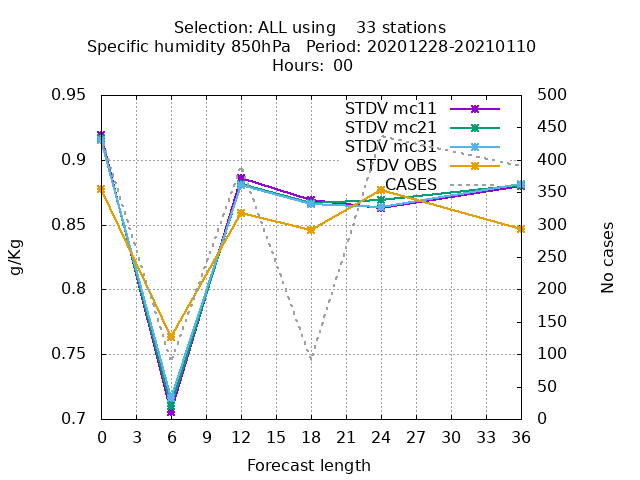 Selection: ALL using    33 stations
Specific humidity 850hPa   Period: 20201228-20210110
Hours:  00
STDV mc11
STDV mc21
STDV mc31
STDV OBS
CASES
0.95
0.9
0.85
0.8
0.75
0.7
g/Kg
500
450
400
350
300
250
200
150
100
50
0
No cases
0 3 6 9 12 15 18 21 24 27 30 33 36
Forecast length